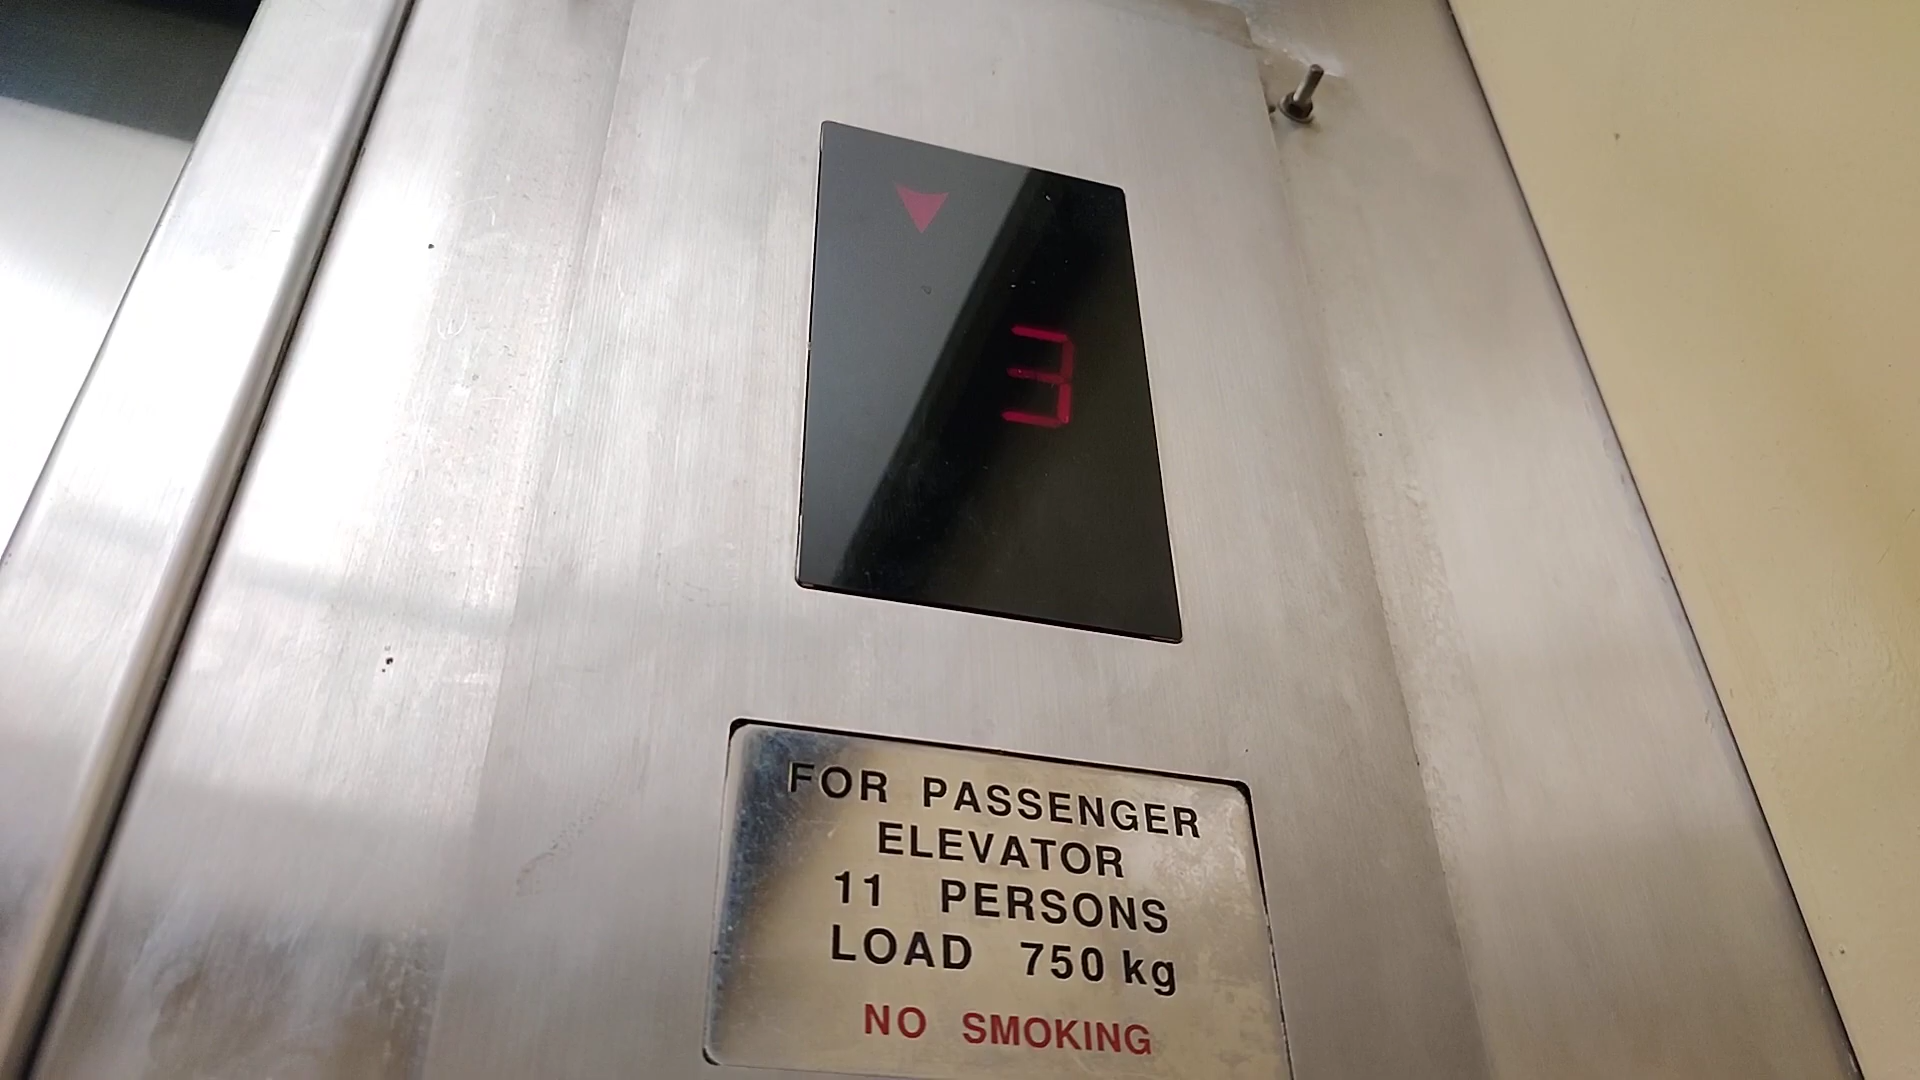 3
FOR PASSENGER
ELEVATOR
11 PERSONS
LOAD 750 kg
NO SMOKING